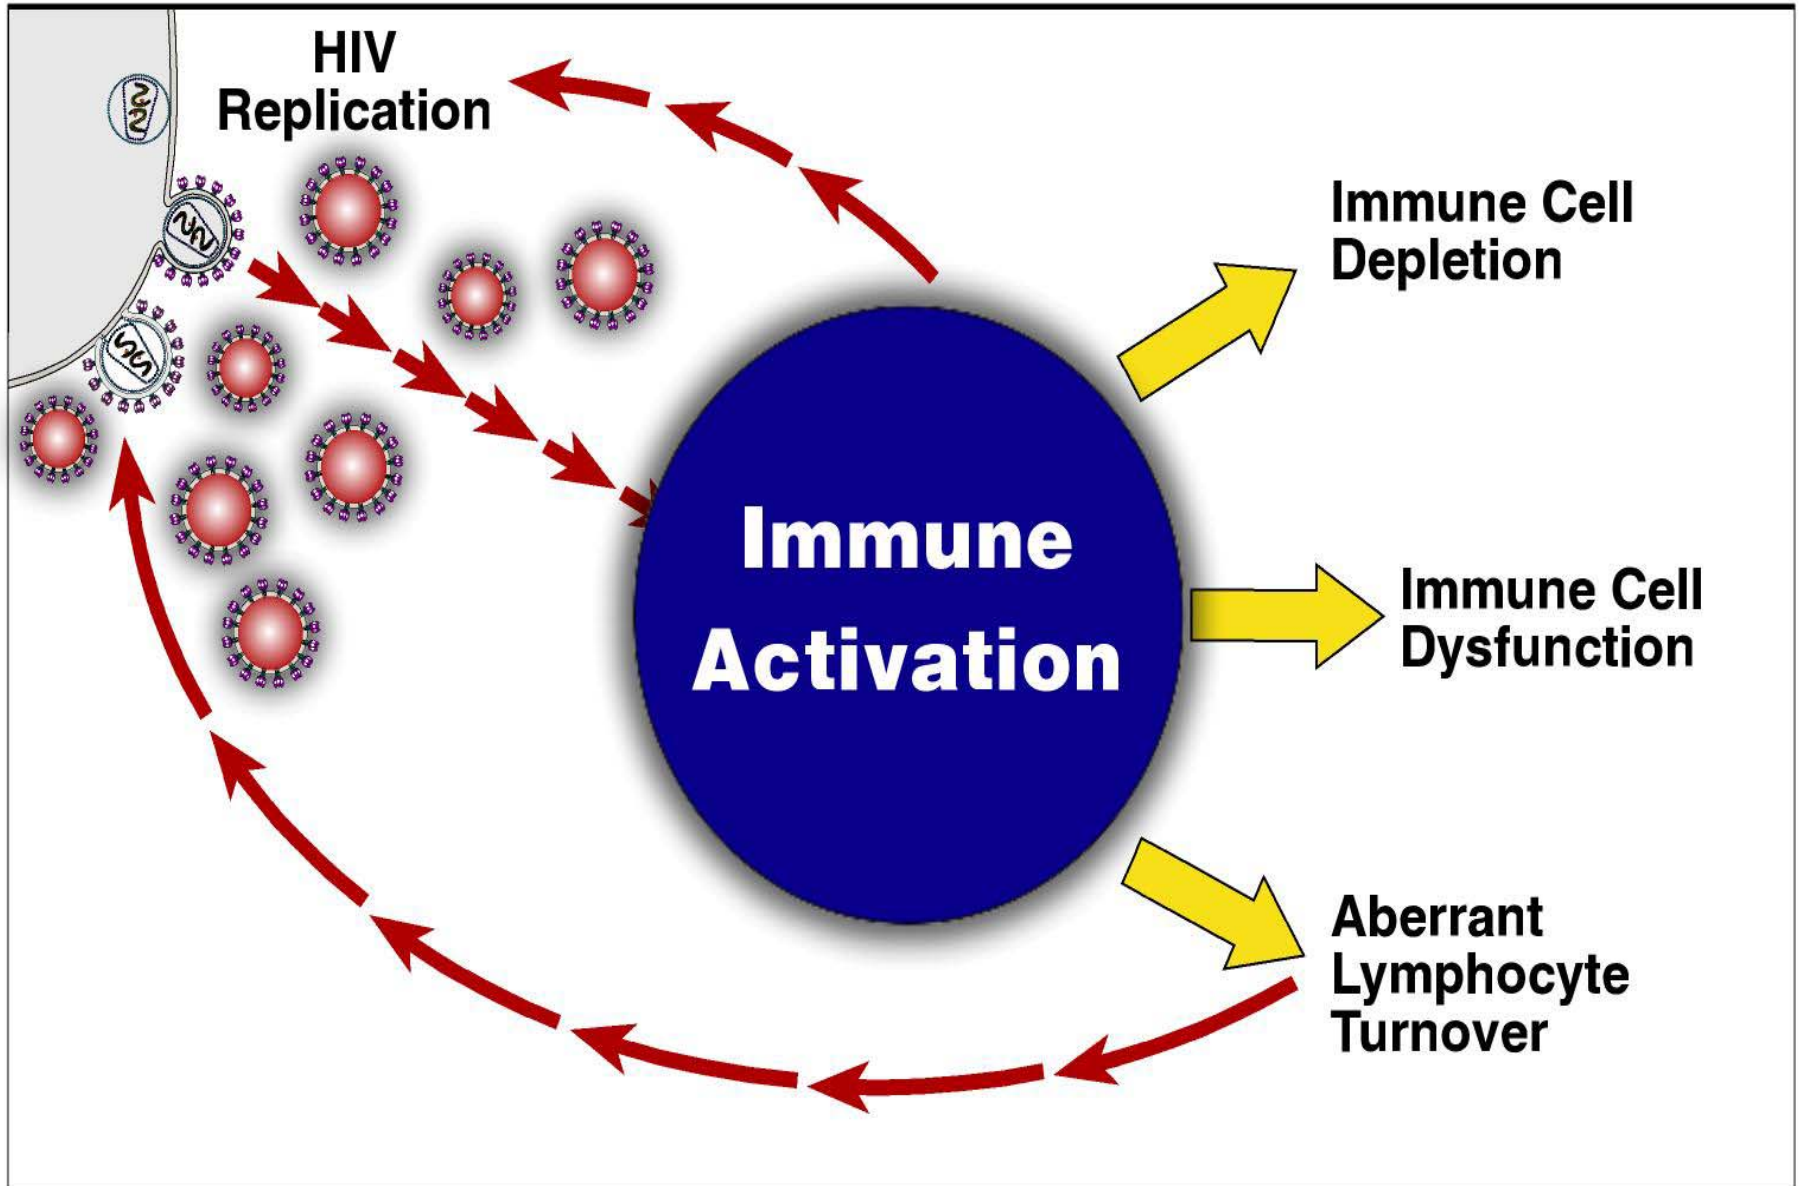 HIV
Replication
Immune Cell
Depletion
Immune
Activation
Immune Cell
Dysfunction
Aberrant
Lymphocyte
Turnover